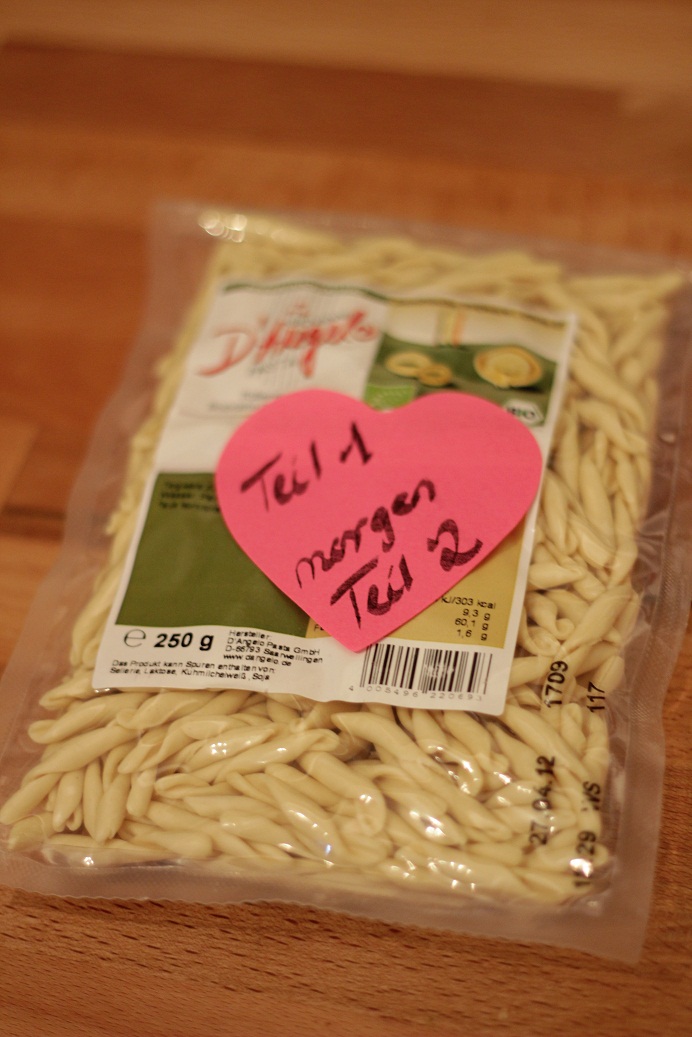 D'Angelo
BIO
Teil 1
morgen
Teil 2
kJ/303 kcal
9,3 g
60,1 g
1,6 g
e 250 g
Hersteller:
D'Angelo Pasta GmbH
D-66793 Saarwellingen
www.dangelo.de
Das Produkt kann Spuren enthalten von:
Sellerie, Laktose, Kuhmilcheiweiß, Soja
1709
117
27.04.12